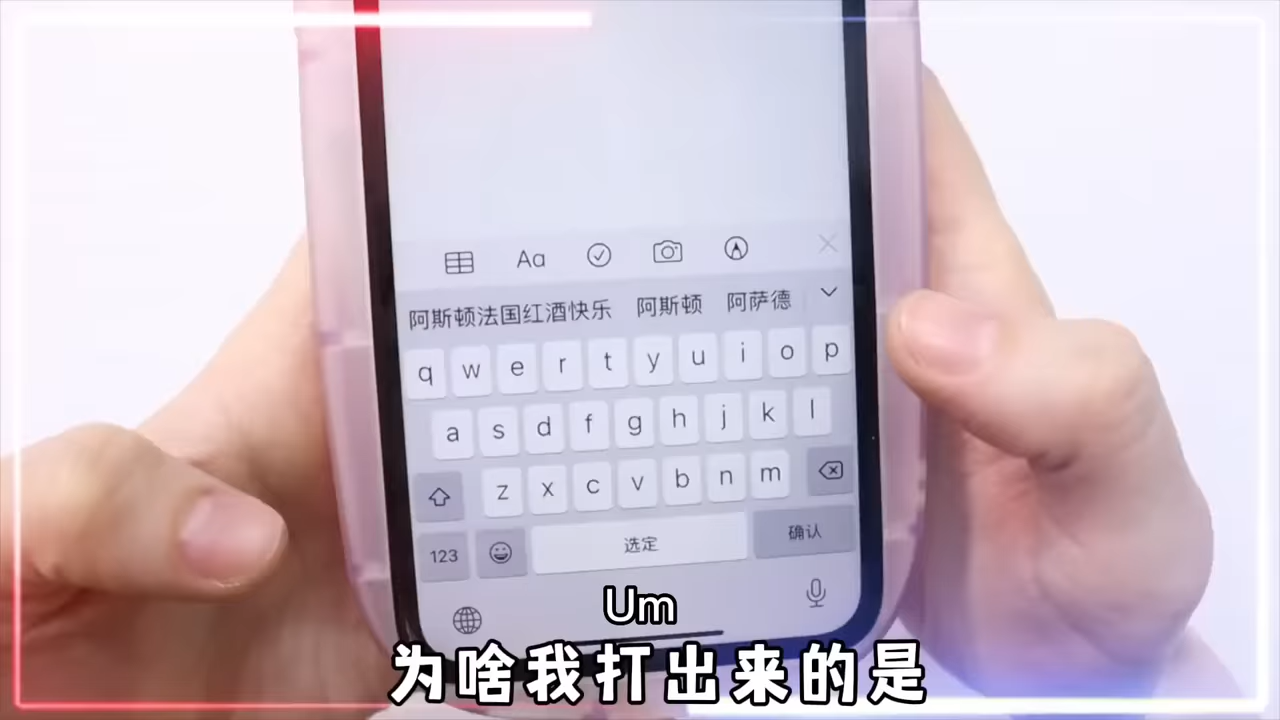 Aa
阿斯顿法国红酒快乐 阿斯顿 阿萨德
q w e r t y u i o p
a s d f g h j k l
z x c v b n m
123 选定 确认
Um
为啥我打出来的是